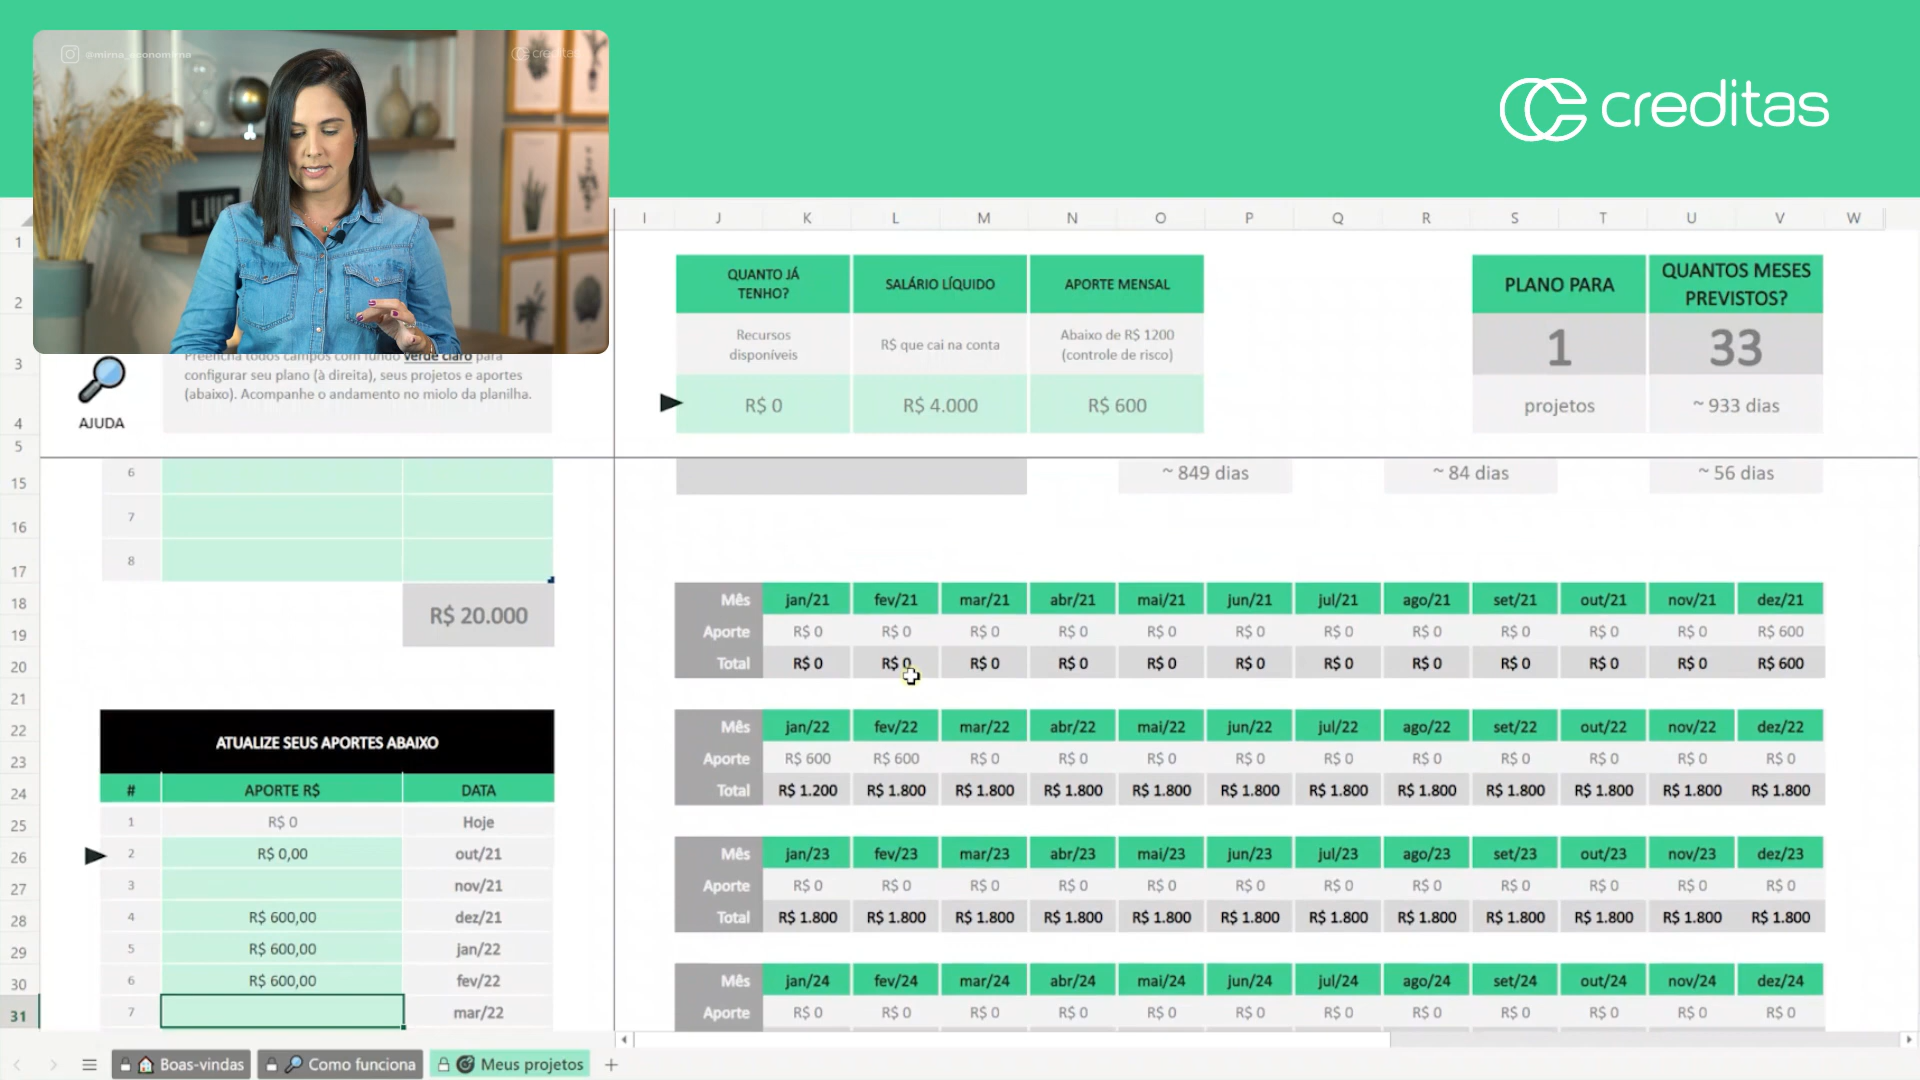 @mirna_economirna
creditas
LIVE
creditas
I J K L M N O P Q R S T U V W
1
2
3
4
5
15
16
17
18
19
20
21
22
23
24
25
26
27
28
29
30
31
AJUDA
Preencha todos campos com fundo verde claro para
configurar seu plano (à direita), seus projetos e aportes
(abaixo). Acompanhe o andamento no miolo da planilha.
QUANTO JÁ
TENHO?
SALÁRIO LÍQUIDO
APORTE MENSAL
Recursos
disponíveis
R$ que cai na conta
Abaixo de R$ 1200
(controle de risco)
R$ 0
R$ 4.000
R$ 600
PLANO PARA
QUANTOS MESES
PREVISTOS?
1
33
projetos
~ 933 dias
~ 849 dias
~ 84 dias
~ 56 dias
6
7
8
R$ 20.000
ATUALIZE SEUS APORTES ABAIXO
# APORTE R$ DATA
1 R$ 0 Hoje
2 R$ 0,00 out/21
3 nov/21
4 R$ 600,00 dez/21
5 R$ 600,00 jan/22
6 R$ 600,00 fev/22
7 mar/22
Mês jan/21 fev/21 mar/21 abr/21 mai/21 jun/21 jul/21 ago/21 set/21 out/21 nov/21 dez/21
Aporte R$ 0 R$ 0 R$ 0 R$ 0 R$ 0 R$ 0 R$ 0 R$ 0 R$ 0 R$ 0 R$ 0 R$ 600
Total R$ 0 R$ 0 R$ 0 R$ 0 R$ 0 R$ 0 R$ 0 R$ 0 R$ 0 R$ 0 R$ 0 R$ 600
Mês jan/22 fev/22 mar/22 abr/22 mai/22 jun/22 jul/22 ago/22 set/22 out/22 nov/22 dez/22
Aporte R$ 600 R$ 600 R$ 0 R$ 0 R$ 0 R$ 0 R$ 0 R$ 0 R$ 0 R$ 0 R$ 0 R$ 0
Total R$ 1.200 R$ 1.800 R$ 1.800 R$ 1.800 R$ 1.800 R$ 1.800 R$ 1.800 R$ 1.800 R$ 1.800 R$ 1.800 R$ 1.800 R$ 1.800
Mês jan/23 fev/23 mar/23 abr/23 mai/23 jun/23 jul/23 ago/23 set/23 out/23 nov/23 dez/23
Aporte R$ 0 R$ 0 R$ 0 R$ 0 R$ 0 R$ 0 R$ 0 R$ 0 R$ 0 R$ 0 R$ 0 R$ 0
Total R$ 1.800 R$ 1.800 R$ 1.800 R$ 1.800 R$ 1.800 R$ 1.800 R$ 1.800 R$ 1.800 R$ 1.800 R$ 1.800 R$ 1.800 R$ 1.800
Mês jan/24 fev/24 mar/24 abr/24 mai/24 jun/24 jul/24 ago/24 set/24 out/24 nov/24 dez/24
Aporte R$ 0 R$ 0 R$ 0 R$ 0 R$ 0 R$ 0 R$ 0 R$ 0 R$ 0 R$ 0 R$ 0 R$ 0
Boas-vindas
Como funciona
Meus projetos